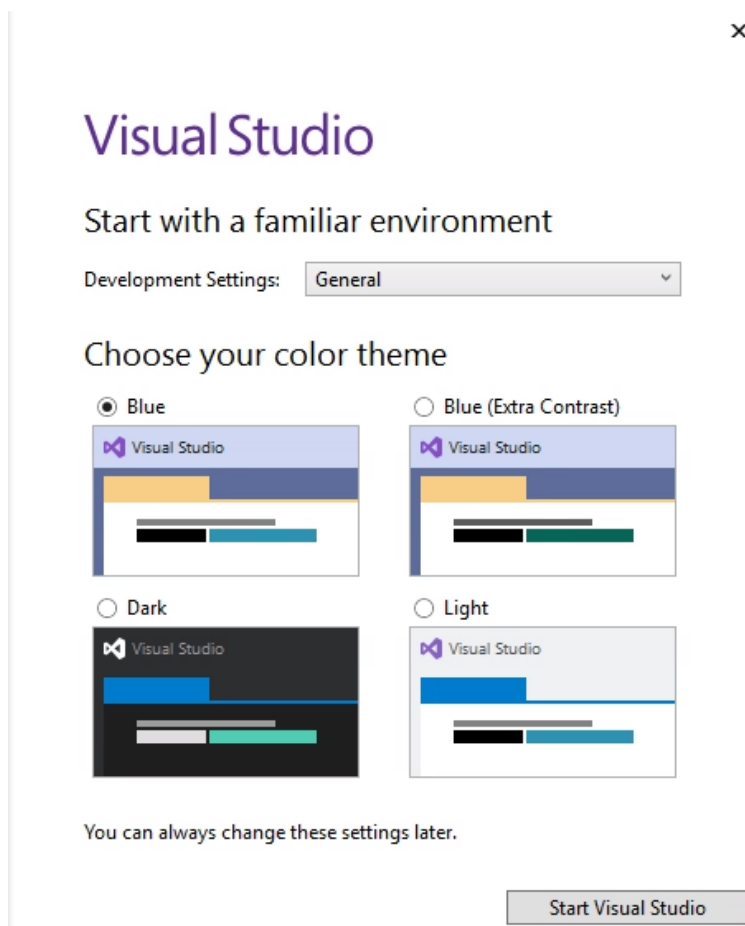 Visual Studio
Start with a familiar environment
Development Settings: General
Choose your color theme
Blue Blue (Extra Contrast)
Visual Studio Visual Studio
Dark Light
Visual Studio Visual Studio
You can always change these settings later.
Start Visual Studio